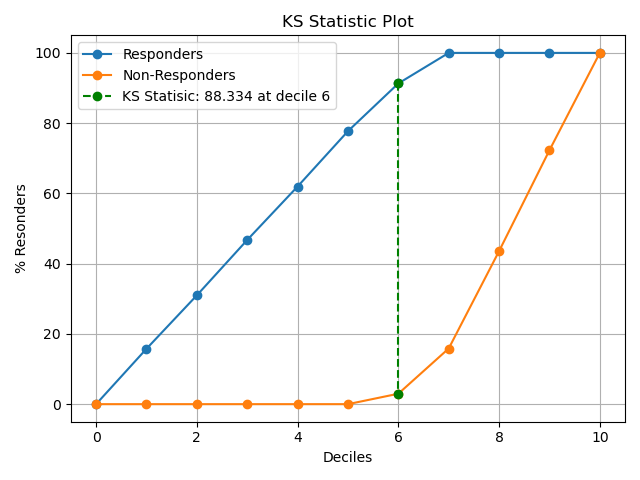 KS Statistic Plot
Responders
Non-Responders
KS Statisic: 88.334 at decile 6
% Resonders
100
80
60
40
20
0
0 2 4 6 8 10
Deciles